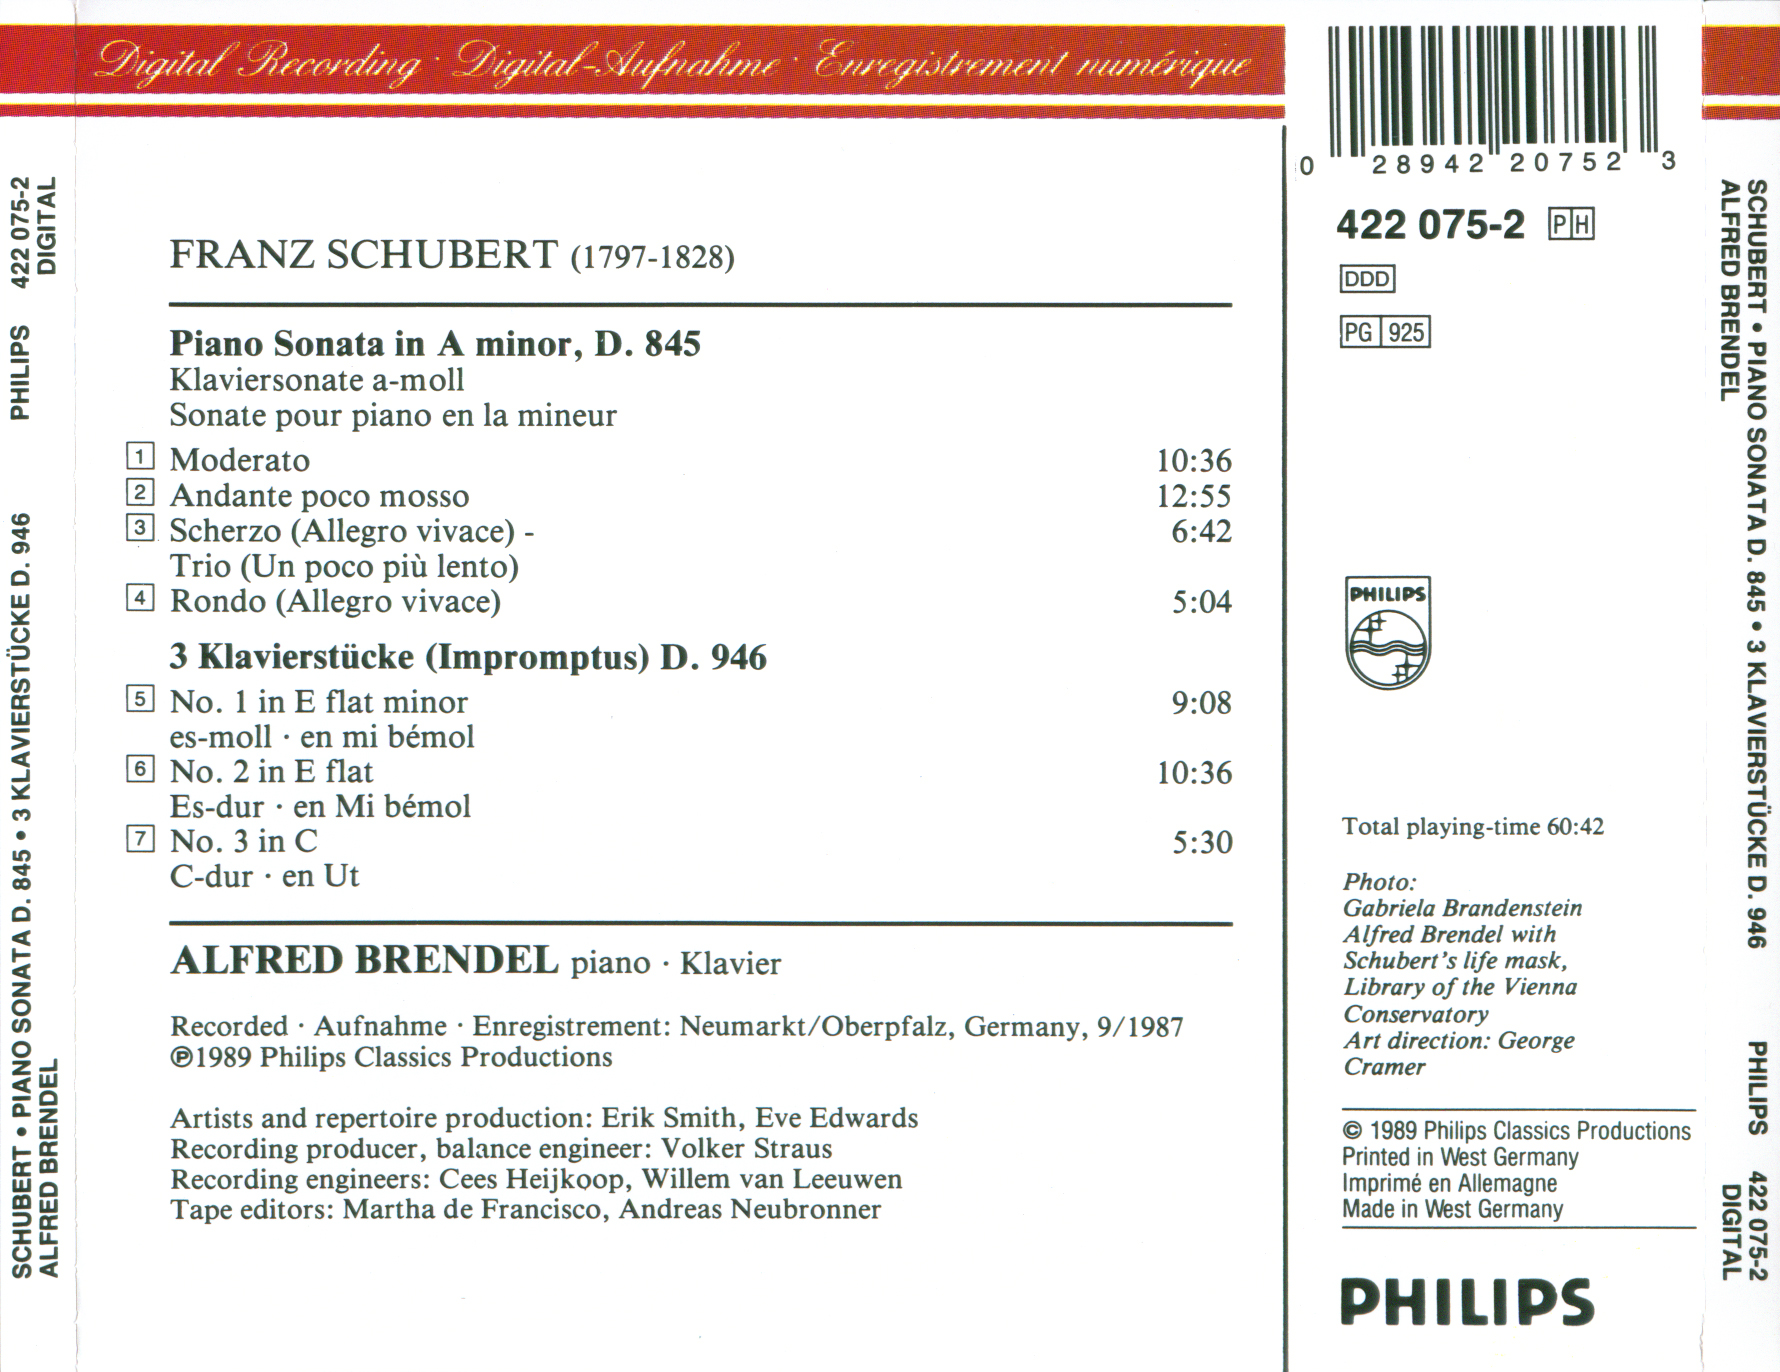 Digital Recording · Digital-Aufnahme · Enregistrement numérique
FRANZ SCHUBERT (1797-1828)
Piano Sonata in A minor, D. 845
Klaviersonate a-moll
Sonate pour piano en la mineur
1 Moderato 10:36
2 Andante poco mosso 12:55
3 Scherzo (Allegro vivace) - 6:42
Trio (Un poco più lento)
4 Rondo (Allegro vivace) 5:04
3 Klavierstücke (Impromptus) D. 946
5 No. 1 in E flat minor 9:08
es-moll · en mi bémol
6 No. 2 in E flat 10:36
Es-dur · en Mi bémol
7 No. 3 in C 5:30
C-dur · en Ut
ALFRED BRENDEL piano · Klavier
Recorded · Aufnahme · Enregistrement: Neumarkt/Oberpfalz, Germany, 9/1987
℗1989 Philips Classics Productions
Artists and repertoire production: Erik Smith, Eve Edwards
Recording producer, balance engineer: Volker Straus
Recording engineers: Cees Heijkoop, Willem van Leeuwen
Tape editors: Martha de Francisco, Andreas Neubronner
0 28942 20752 3
422 075-2 PH
DDD
PG 925
PHILIPS
Total playing-time 60:42
Photo:
Gabriela Brandenstein
Alfred Brendel with
Schubert's life mask,
Library of the Vienna
Conservatory
Art direction: George
Cramer
© 1989 Philips Classics Productions
Printed in West Germany
Imprimé en Allemagne
Made in West Germany
PHILIPS
SCHUBERT • PIANO SONATA D. 845 • 3 KLAVIERSTÜCKE D. 946 PHILIPS 422 075-2
ALFRED BRENDEL DIGITAL
SCHUBERT • PIANO SONATA D. 845 • 3 KLAVIERSTÜCKE D. 946 PHILIPS 422 075-2
ALFRED BRENDEL DIGITAL